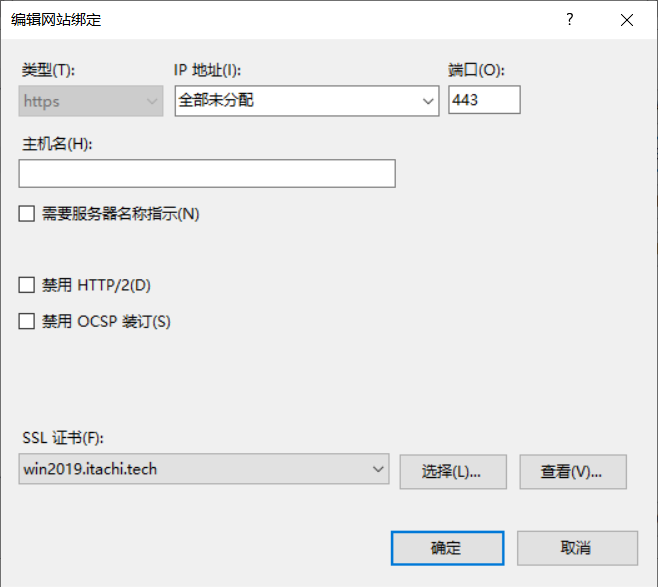 编辑网站绑定
?
类型(T):
IP 地址(I):
端口(O):
https
全部未分配
443
主机名(H):
需要服务器名称指示(N)
禁用 HTTP/2(D)
禁用 OCSP 装订(S)
SSL 证书(F):
win2019.itachi.tech
选择(L)...
查看(V)...
确定
取消